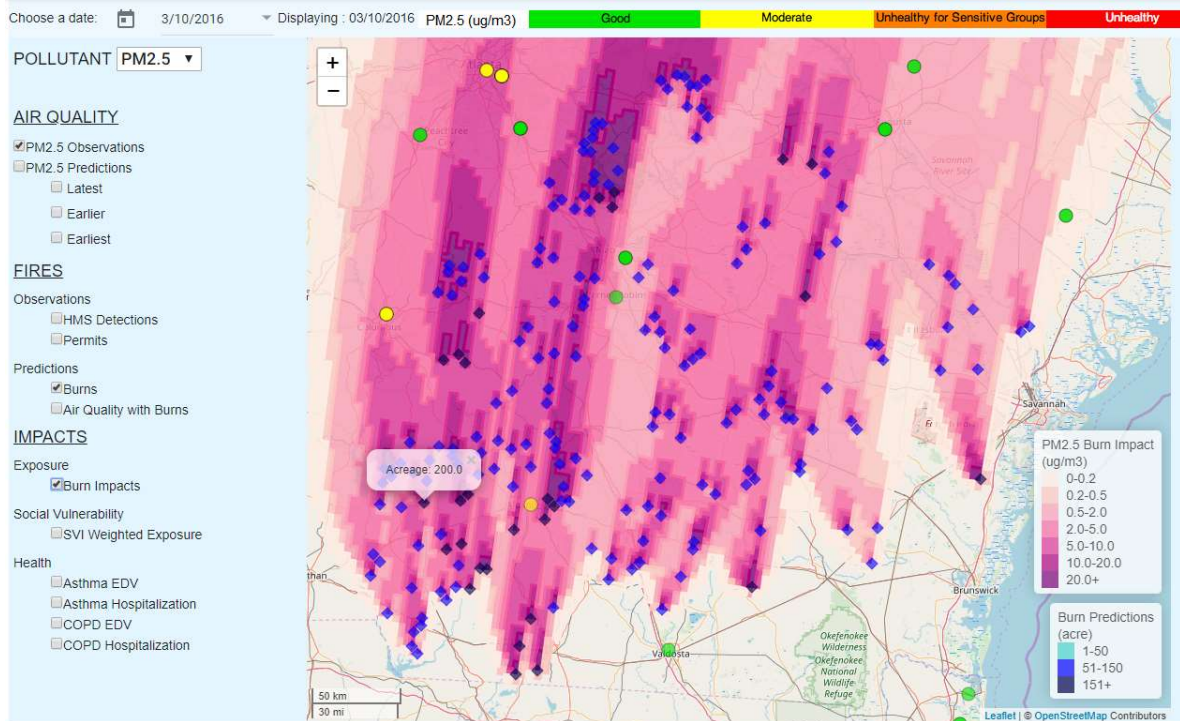 Choose a date: 3/10/2016 Displaying : 03/10/2016 PM2.5 (ug/m3) Good Moderate Unhealthy for Sensitive Groups Unhealthy
POLLUTANT PM2.5
AIR QUALITY
PM2.5 Observations
PM2.5 Predictions
Latest
Earlier
Earliest
FIRES
Observations
HMS Detections
Permits
Predictions
Burns
Air Quality with Burns
IMPACTS
Exposure
Burn Impacts
Social Vulnerability
SVI Weighted Exposure
Health
Asthma EDV
Asthma Hospitalization
COPD EDV
COPD Hospitalization
+
−
Savannah
River Site
Savannah
Acreage: 200.0
×
Brunswick
than
Valdosta
Okefenokee
Wilderness
Okefenokee
National
Wildlife
Refuge
PM2.5 Burn Impact
(ug/m3)
0-0.2
0.2-0.5
0.5-2.0
2.0-5.0
5.0-10.0
10.0-20.0
20.0+
Burn Predictions
(acre)
1-50
51-150
151+
50 km
30 mi
Leaflet | © OpenStreetMap Contributors